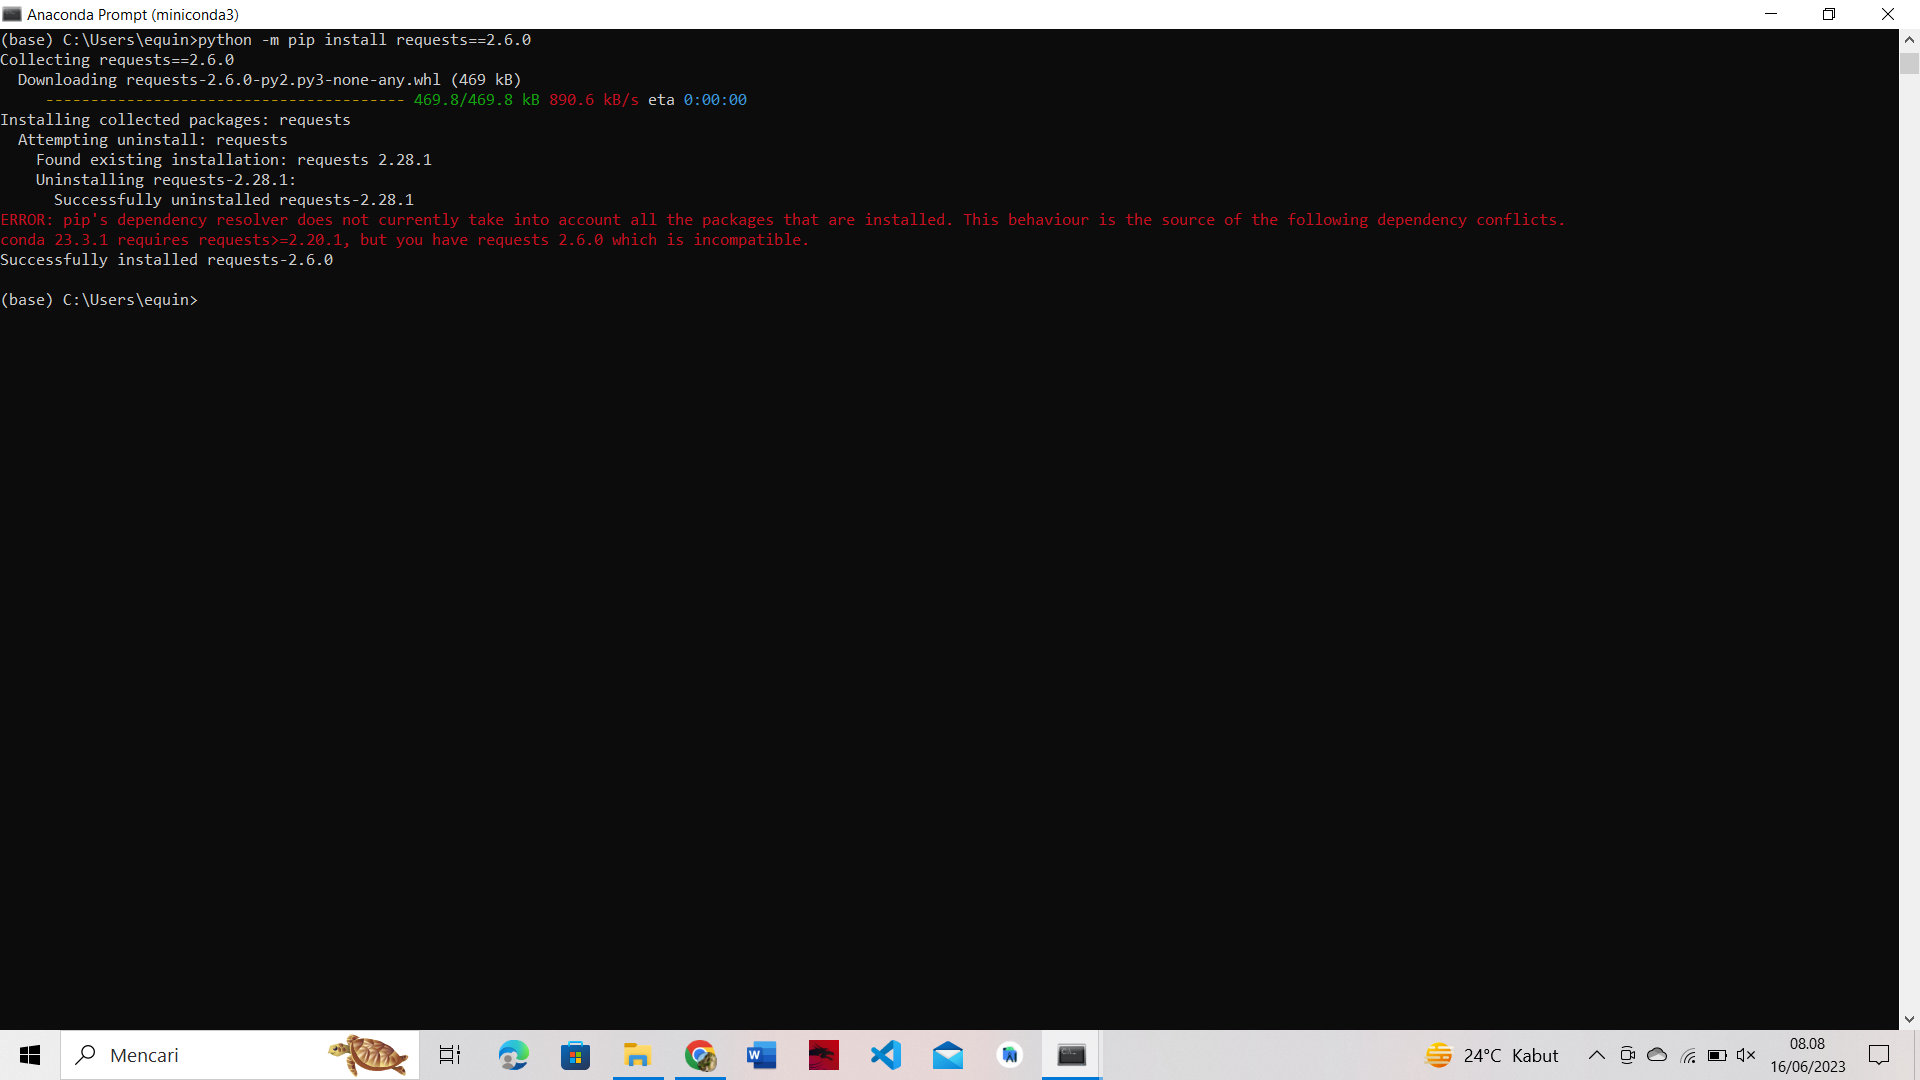 Anaconda Prompt (miniconda3)
(base) C:\Users\equin>python -m pip install requests==2.6.0
Collecting requests==2.6.0
  Downloading requests-2.6.0-py2.py3-none-any.whl (469 kB)
     ---------------------------------------- 469.8/469.8 kB 890.6 kB/s eta 0:00:00
Installing collected packages: requests
  Attempting uninstall: requests
    Found existing installation: requests 2.28.1
    Uninstalling requests-2.28.1:
      Successfully uninstalled requests-2.28.1
ERROR: pip's dependency resolver does not currently take into account all the packages that are installed. This behaviour is the source of the following dependency conflicts.
conda 23.3.1 requires requests>=2.20.1, but you have requests 2.6.0 which is incompatible.
Successfully installed requests-2.6.0
(base) C:\Users\equin>
Mencari
24°C Kabut
08.08
16/06/2023